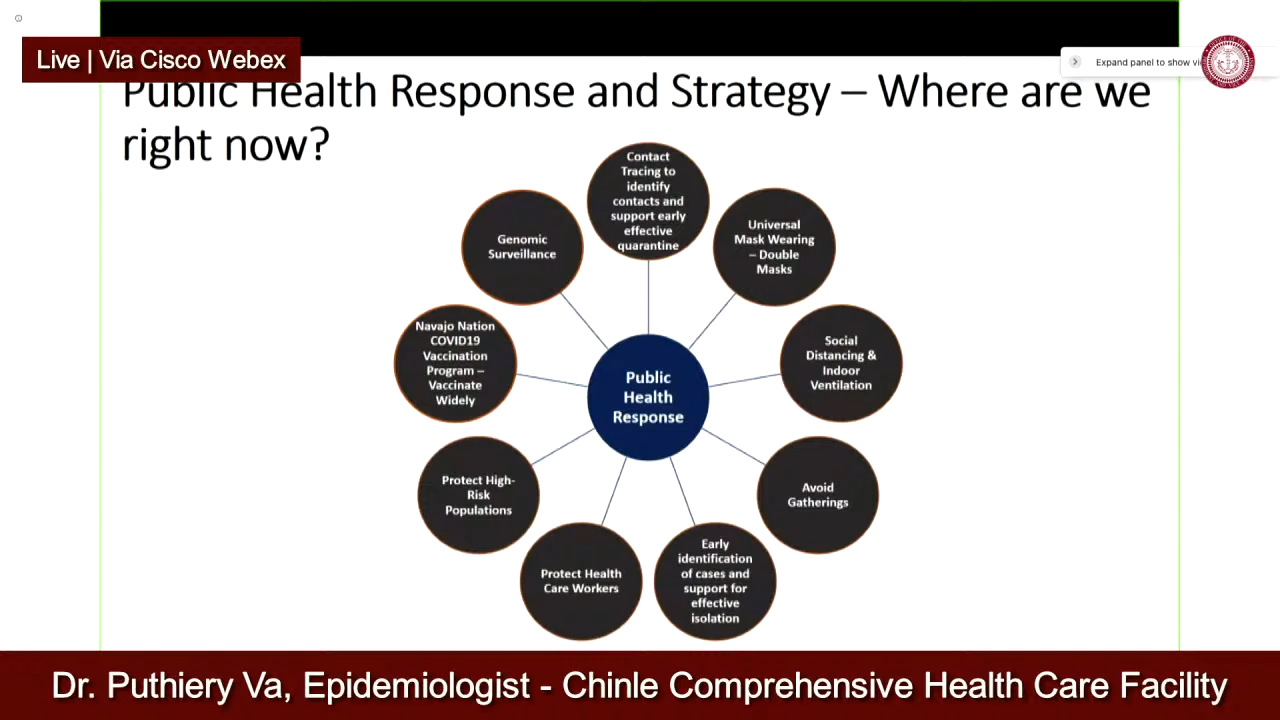 Live | Via Cisco Webex
Expand panel to show vi
Public Health Response and Strategy – Where are we
right now?
Contact
Tracing to
identify
contacts and
support early
effective
quarantine
Universal
Mask Wearing
– Double
Masks
Social
Distancing &
Indoor
Ventilation
Avoid
Gatherings
Early
identification
of cases and
support for
effective
isolation
Protect Health
Care Workers
Protect High-
Risk
Populations
Navajo Nation
COVID19
Vaccination
Program –
Vaccinate
Widely
Genomic
Surveillance
Public
Health
Response
Dr. Puthiery Va, Epidemiologist - Chinle Comprehensive Health Care Facility